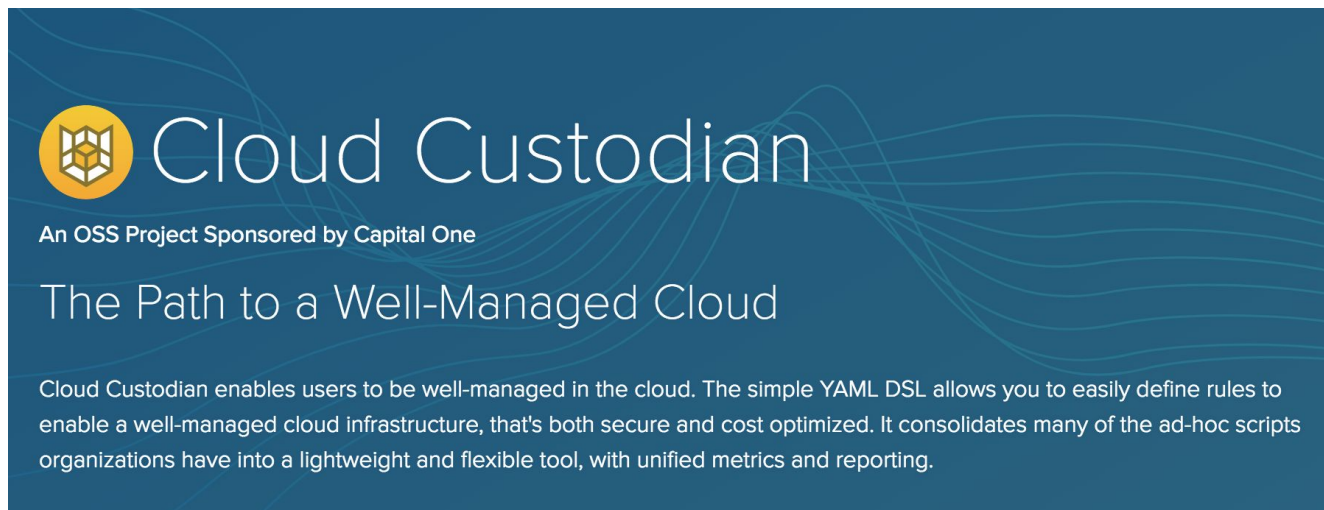 Cloud Custodian
An OSS Project Sponsored by Capital One
The Path to a Well-Managed Cloud
Cloud Custodian enables users to be well-managed in the cloud. The simple YAML DSL allows you to easily define rules to
enable a well-managed cloud infrastructure, that's both secure and cost optimized. It consolidates many of the ad-hoc scripts
organizations have into a lightweight and flexible tool, with unified metrics and reporting.